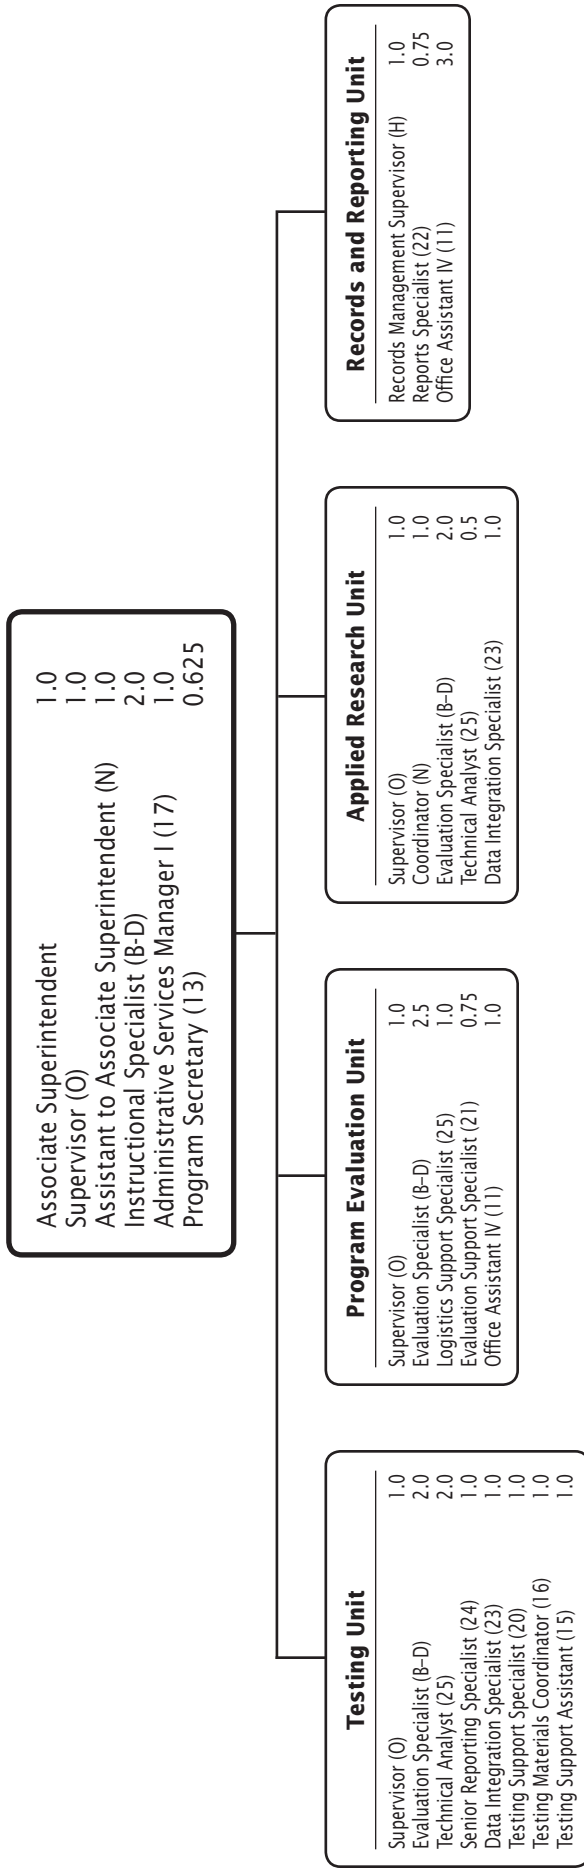 Associate Superintendent 1.0
Supervisor (O) 1.0
Assistant to Associate Superintendent (N) 1.0
Instructional Specialist (B-D) 2.0
Administrative Services Manager I (17) 1.0
Program Secretary (13) 0.625
Testing Unit
Supervisor (O) 1.0
Evaluation Specialist (B–D) 2.0
Technical Analyst (25) 2.0
Senior Reporting Specialist (24) 1.0
Data Integration Specialist (23) 1.0
Testing Support Specialist (20) 1.0
Testing Materials Coordinator (16) 1.0
Testing Support Assistant (15) 1.0
Program Evaluation Unit
Supervisor (O) 1.0
Evaluation Specialist (B–D) 2.5
Logistics Support Specialist (25) 1.0
Evaluation Support Specialist (21) 0.75
Office Assistant IV (11) 1.0
Applied Research Unit
Supervisor (O) 1.0
Coordinator (N) 1.0
Evaluation Specialist (B–D) 2.0
Technical Analyst (25) 0.5
Data Integration Specialist (23) 1.0
Records and Reporting Unit
Records Management Supervisor (H) 1.0
Reports Specialist (22) 0.75
Office Assistant IV (11) 3.0